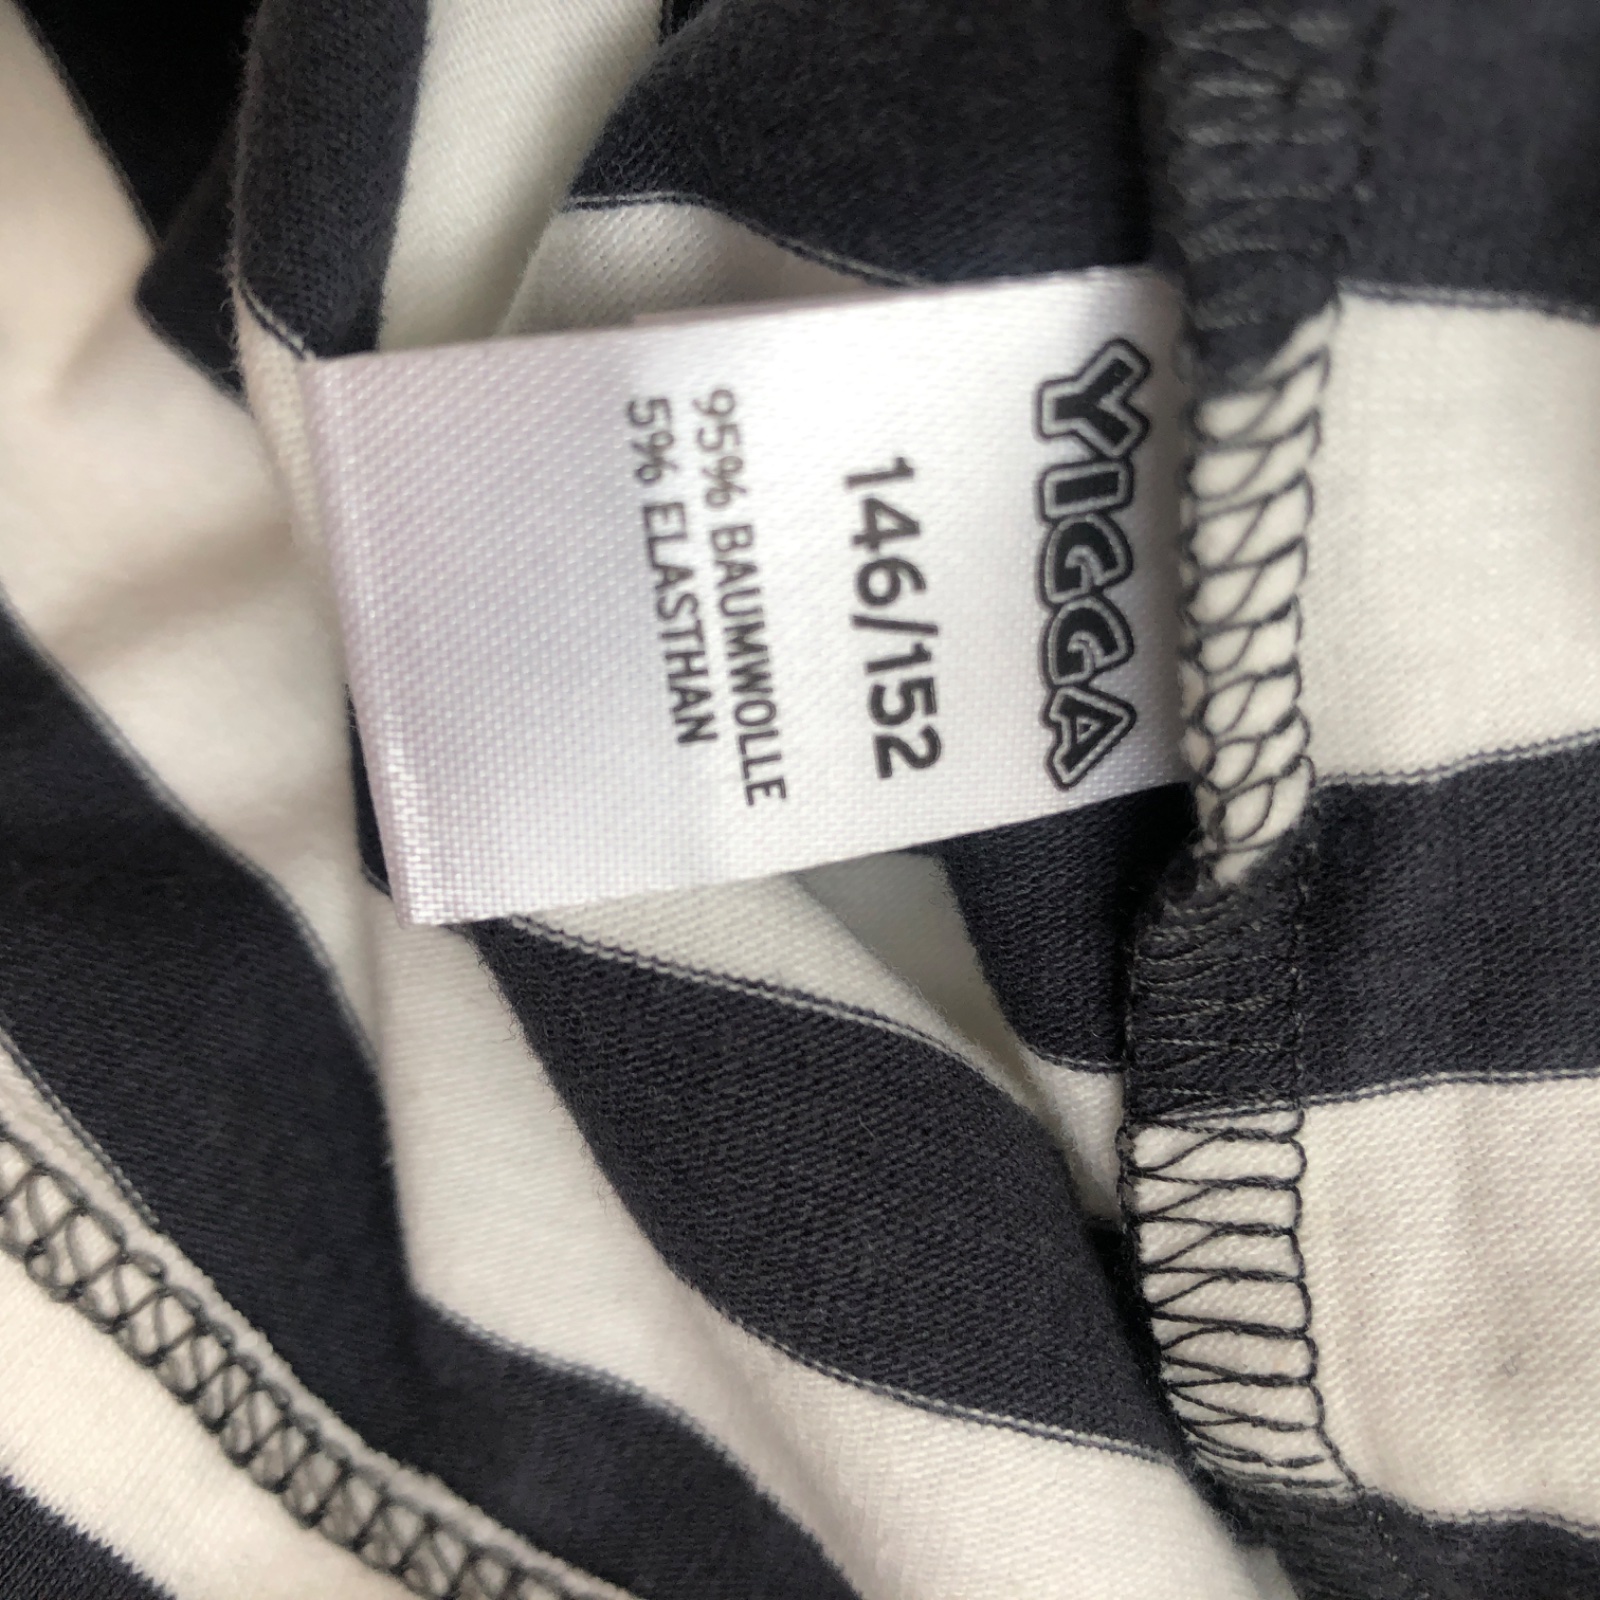 YIGGA
146/152
95% BAUMWOLLE
5% ELASTHAN